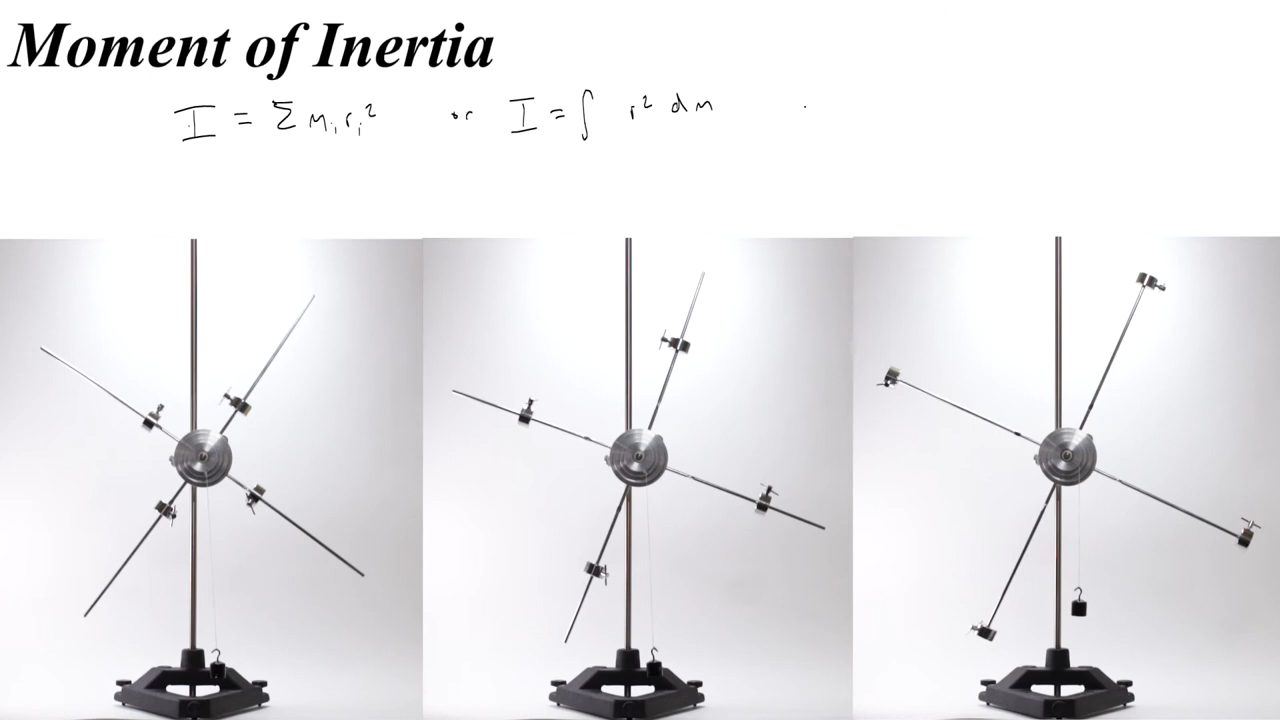 Moment of Inertia
I = Σ mᵢrᵢ² or I = ∫ r² dm